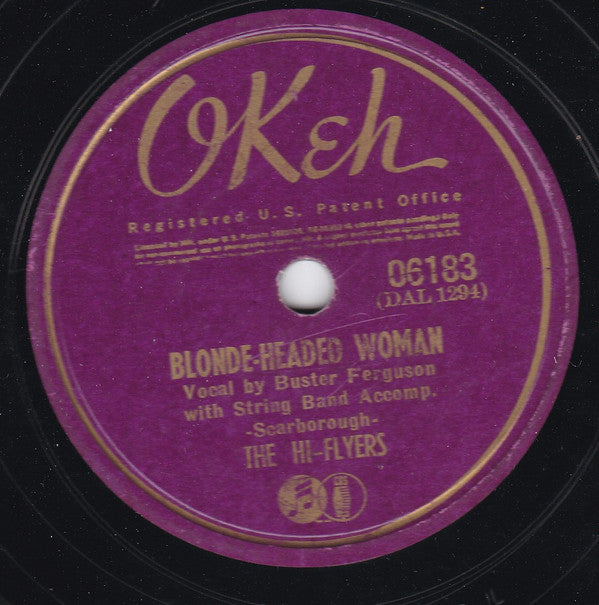 OKeh
Registered U.S. Patent Office
06183
(DAL 1294)
BLONDE-HEADED WOMAN
Vocal by Buster Ferguson
with String Band Accomp.
-Scarborough-
THE HI-FLYERS